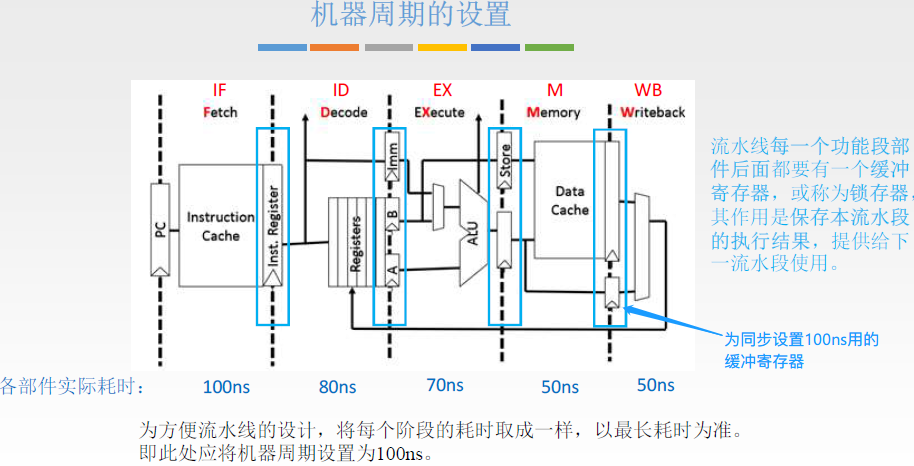 机器周期的设置
IF ID EX M WB
Fetch Decode EXecute Memory Writeback
PC
Instruction
Cache
Inst. Register
Registers
Imm
B
A
ALU
Store
Data
Cache
流水线每一个功能段部
件后面都要有一个缓冲
寄存器，或称为锁存器，
其作用是保存本流水段
的执行结果，提供给下
一流水段使用。
为同步设置100ns用的
缓冲寄存器
各部件实际耗时： 100ns 80ns 70ns 50ns 50ns
为方便流水线的设计，将每个阶段的耗时取成一样，以最长耗时为准。
即此处应将机器周期设置为100ns。